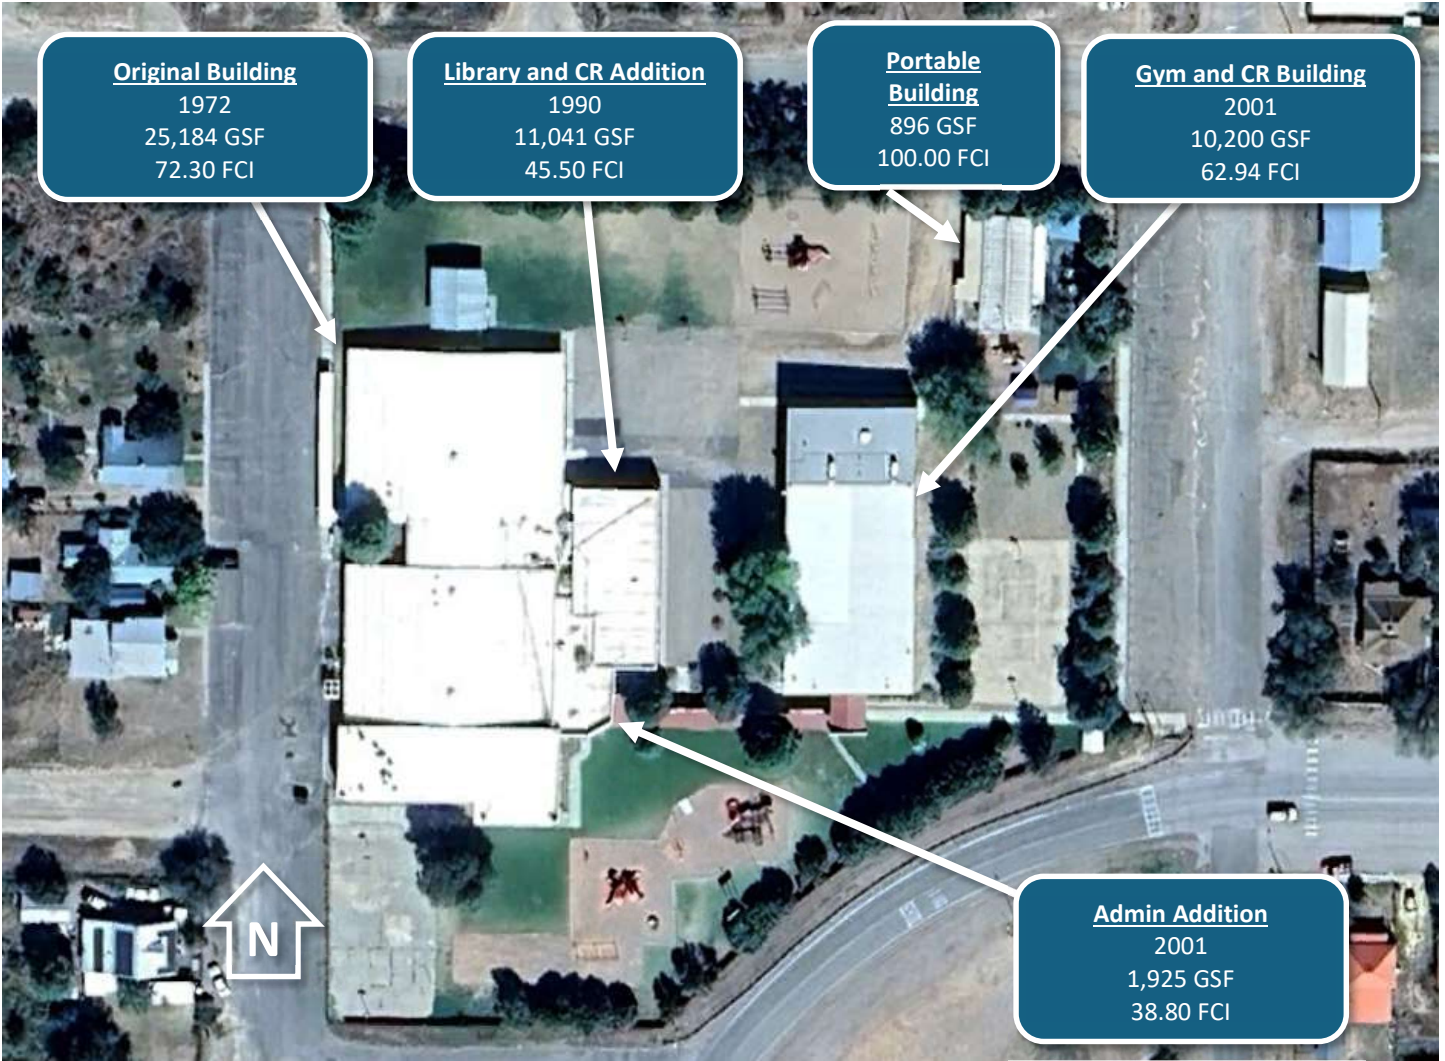 Original Building
1972
25,184 GSF
72.30 FCI
Library and CR Addition
1990
11,041 GSF
45.50 FCI
Portable
Building
896 GSF
100.00 FCI
Gym and CR Building
2001
10,200 GSF
62.94 FCI
N
Admin Addition
2001
1,925 GSF
38.80 FCI